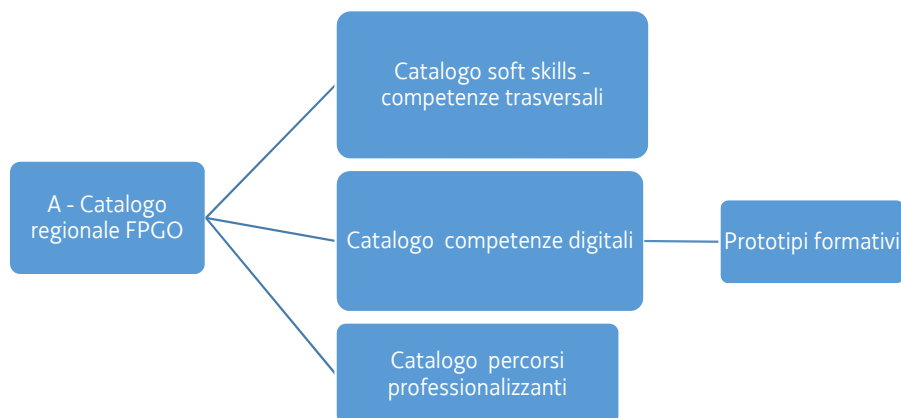 Catalogo soft skills -
competenze trasversali
A - Catalogo
regionale FPGO
Catalogo competenze digitali
Prototipi formativi
Catalogo percorsi
professionalizzanti